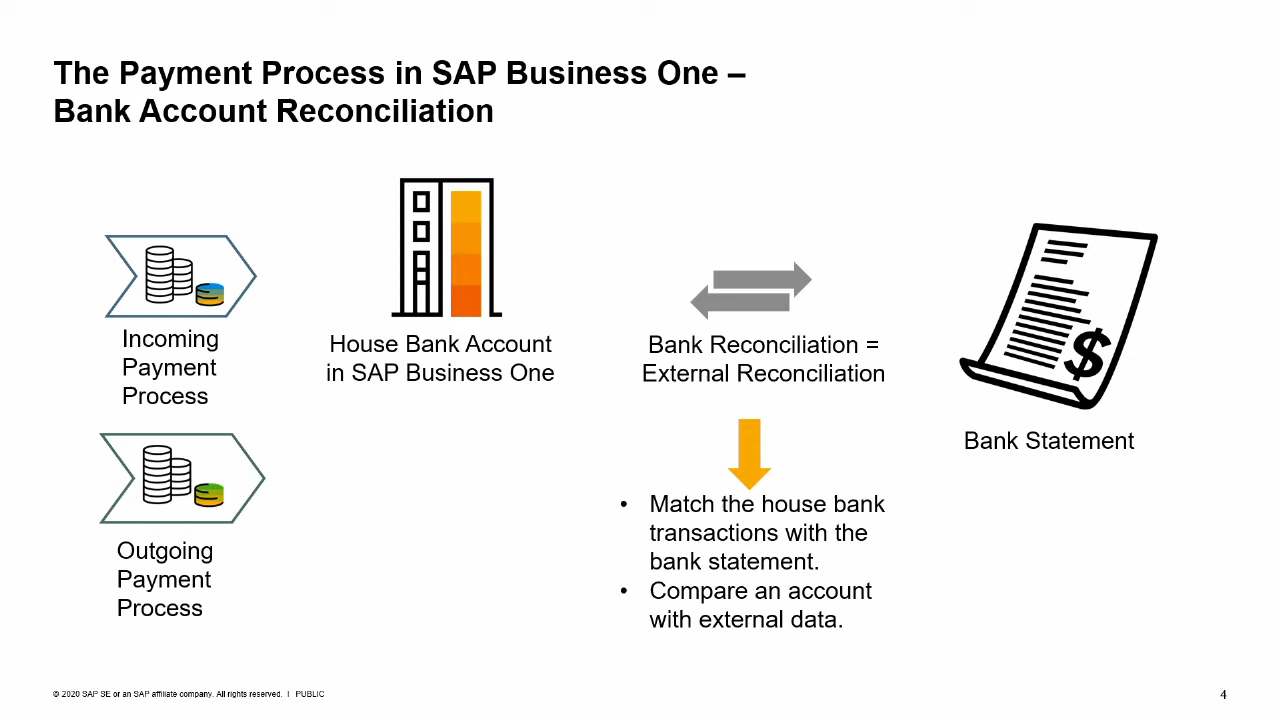 The Payment Process in SAP Business One –
Bank Account Reconciliation
Incoming
Payment
Process
House Bank Account
in SAP Business One
Bank Reconciliation =
External Reconciliation
$
Bank Statement
Outgoing
Payment
Process
• Match the house bank
transactions with the
bank statement.
• Compare an account
with external data.
© 2020 SAP SE or an SAP affiliate company. All rights reserved. I PUBLIC
4